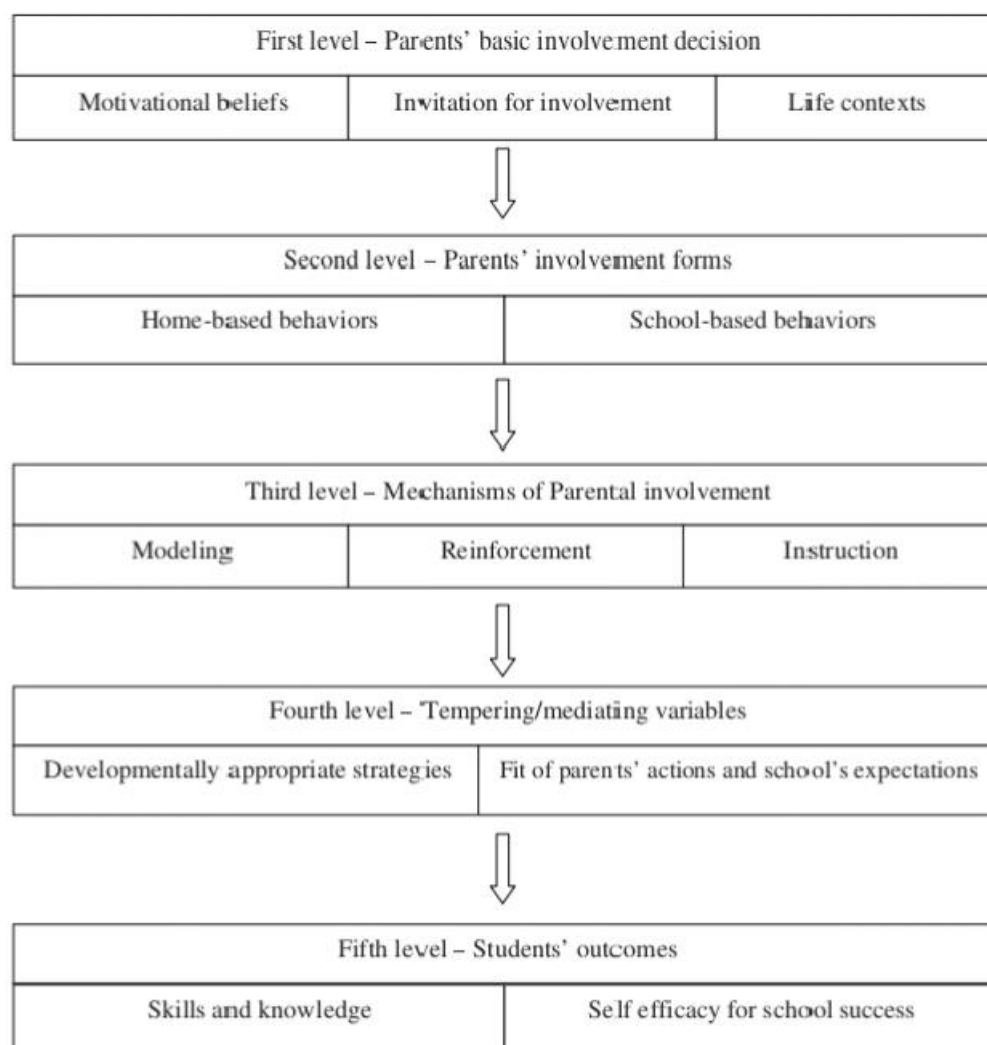 First level – Parents' basic involvement decision
Motivational beliefs
Invitation for involvement
Life contexts
Second level – Parents' involvement forms
Home-based behaviors
School-based behaviors
Third level – Mechanisms of Parental involvement
Modeling
Reinforcement
Instruction
Fourth level – Tempering/mediating variables
Developmentally appropriate strategies
Fit of parents' actions and school's expectations
Fifth level – Students' outcomes
Skills and knowledge
Self efficacy for school success